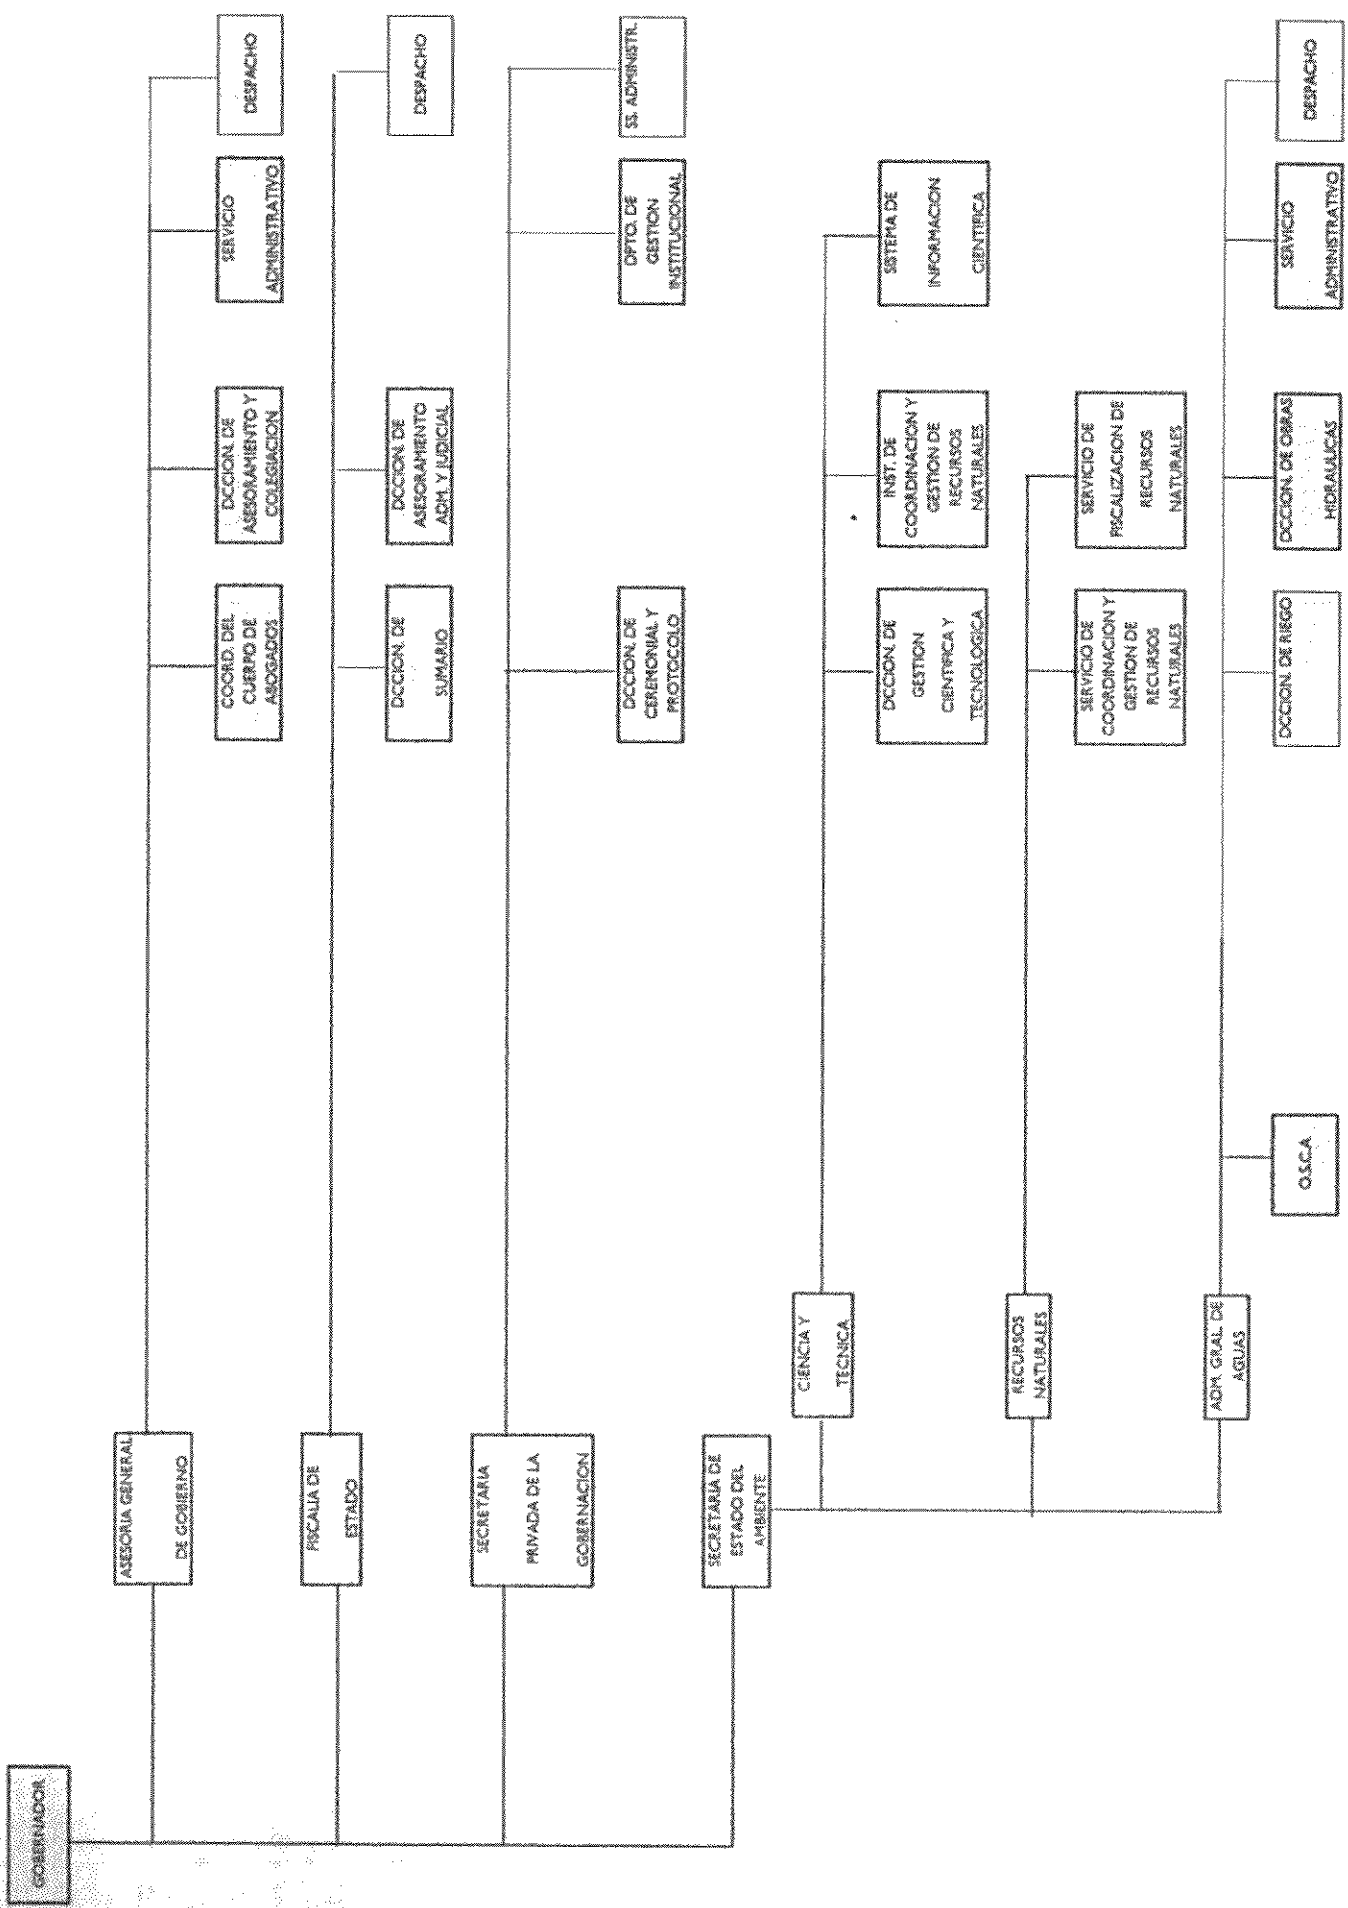 GOBERNADOR
ASESORIA GENERAL
DE GOBIERNO
COORD. DEL
CUERPO DE
ABOGADOS
DCCION. DE
ASESORAMIENTO Y
COLEGIACION
SERVICIO
ADMINISTRATIVO
DESPACHO
FISCALIA DE
ESTADO
DCCION. DE
SUMARIO
DCCION. DE
ASESORAMIENTO
ADM. Y JUDICIAL
DESPACHO
SECRETARIA
PRIVADA DE LA
GOBERNACION
DCCION. DE
CEREMONIAL Y
PROTOCOLO
DPTO. DE
GESTION
INSTITUCIONAL
SS. ADMINISTR.
SECRETARIA DE
ESTADO DEL
AMBIENTE
CIENCIA Y
TECNICA
DCCION. DE
GESTION
CIENTIFICA Y
TECNOLOGICA
INST. DE
COORDINACION Y
GESTION DE
RECURSOS
NATURALES
SISTEMA DE
INFORMACION
CIENTIFICA
RECURSOS
NATURALES
SERVICIO DE
COORDINACION Y
GESTION DE
RECURSOS
NATURALES
SERVICIO DE
FISCALIZACION DE
RECURSOS
NATURALES
ADM. GRAL. DE
AGUAS
O.S.C.A.
DCCION. DE RIEGO
DCCION. DE OBRAS
HIDRAULICAS
SERVICIO
ADMINISTRATIVO
DESPACHO